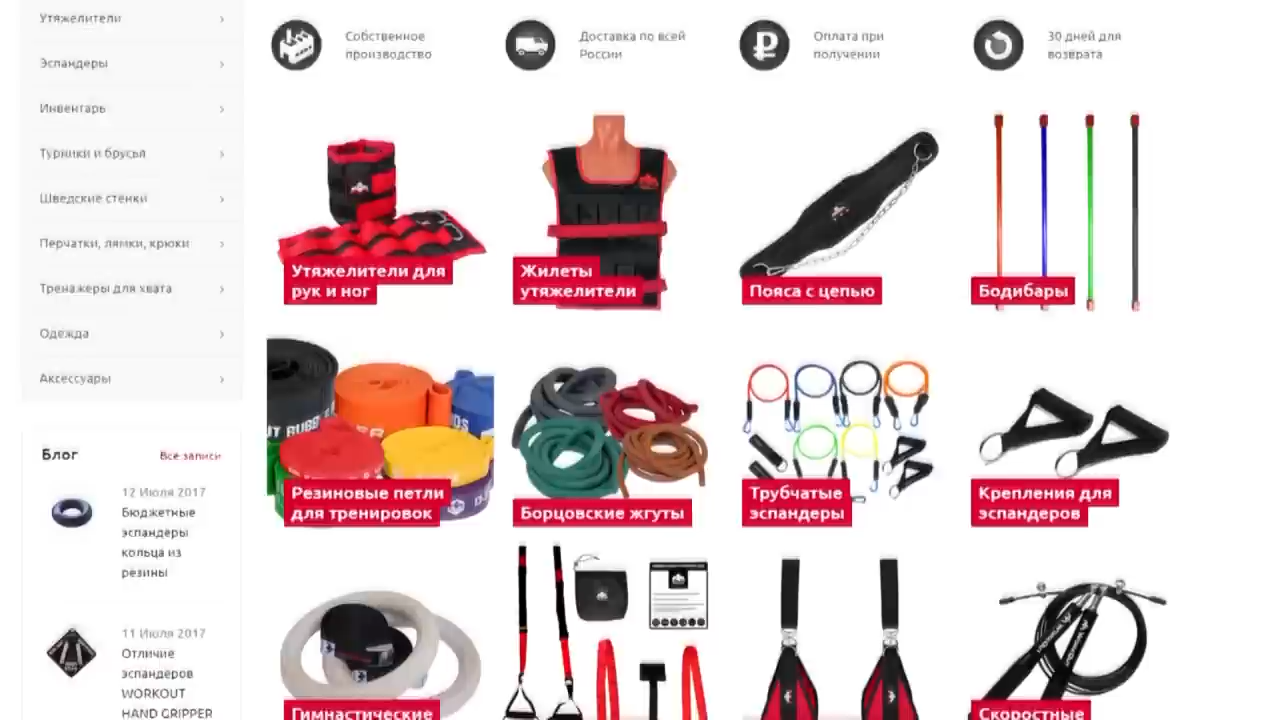 Утяжелители
Эспандеры
Инвентарь
Турники и брусья
Шведские стенки
Перчатки, лямки, крюки
Тренажеры для хвата
Одежда
Аксессуары
Блог
Все записи
12 Июля 2017
Бюджетные
эспандеры
кольца из
резины
11 Июля 2017
Отличие
эспандеров
WORKOUT
HAND GRIPPER
Собственное
производство
Доставка по всей
России
Оплата при
получении
30 дней для
возврата
Утяжелители для
рук и ног
Жилеты
утяжелители
Пояса с цепью
Бодибары
Резиновые петли
для тренировок
Борцовские жгуты
Трубчатые
эспандеры
Крепления для
эспандеров
Гимнастические
Скоростные